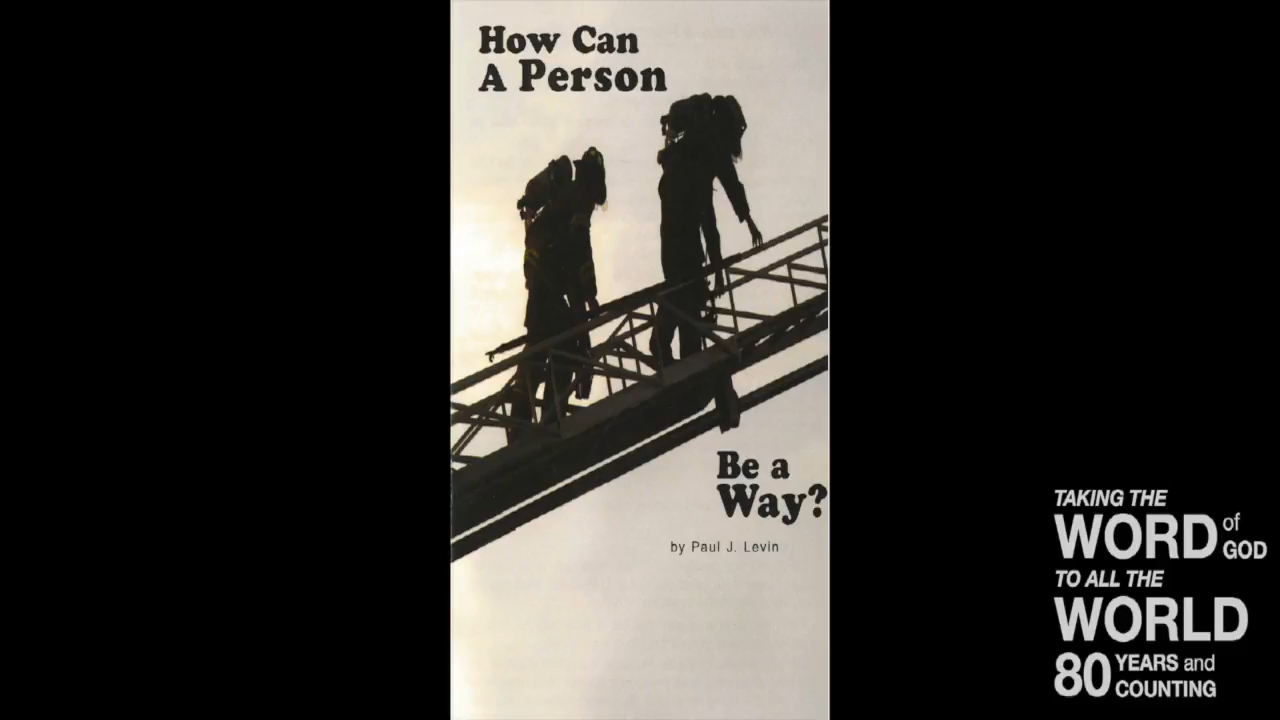 How Can
A Person
Be a
Way?
by Paul J. Levin
TAKING THE
WORD of GOD
TO ALL THE
WORLD
80 YEARS and
COUNTING